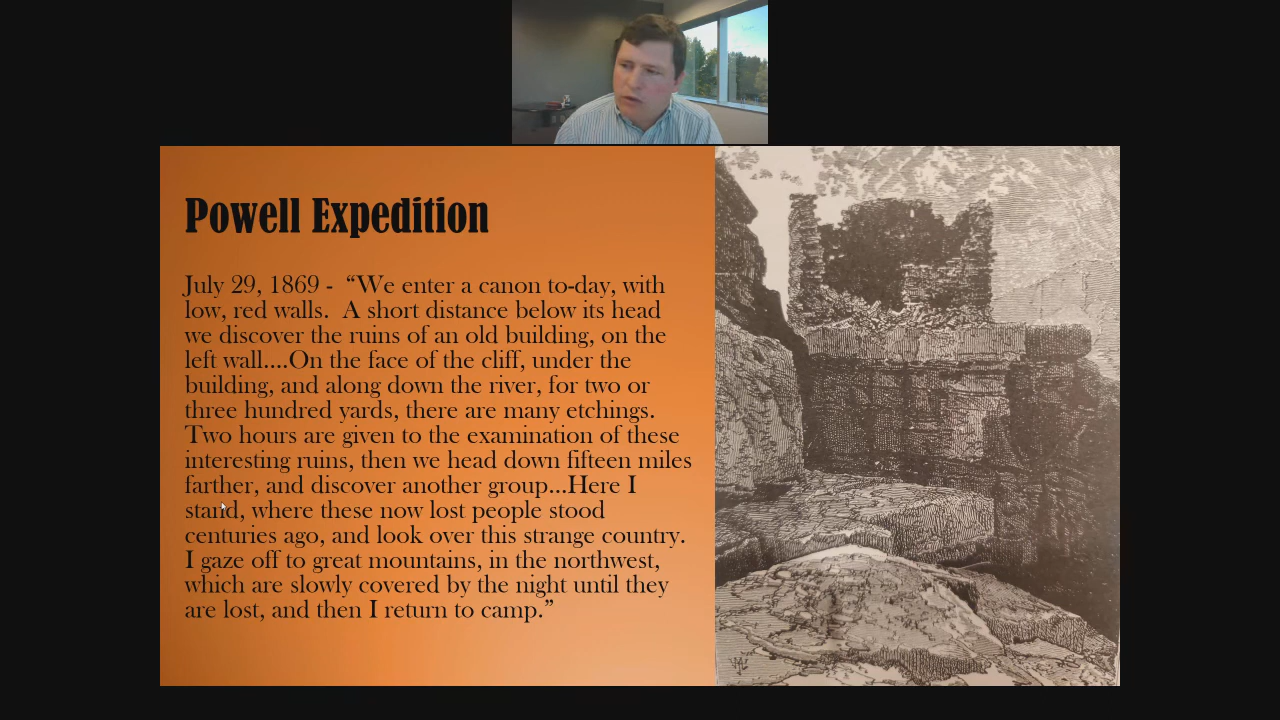 Powell Expedition
July 29, 1869 -  “We enter a canon to-day, with
low, red walls.  A short distance below its head
we discover the ruins of an old building, on the
left wall....On the face of the cliff, under the
building, and along down the river, for two or
three hundred yards, there are many etchings.
Two hours are given to the examination of these
interesting ruins, then we head down fifteen miles
farther, and discover another group...Here I
stand, where these now lost people stood
centuries ago, and look over this strange country.
I gaze off to great mountains, in the northwest,
which are slowly covered by the night until they
are lost, and then I return to camp.”